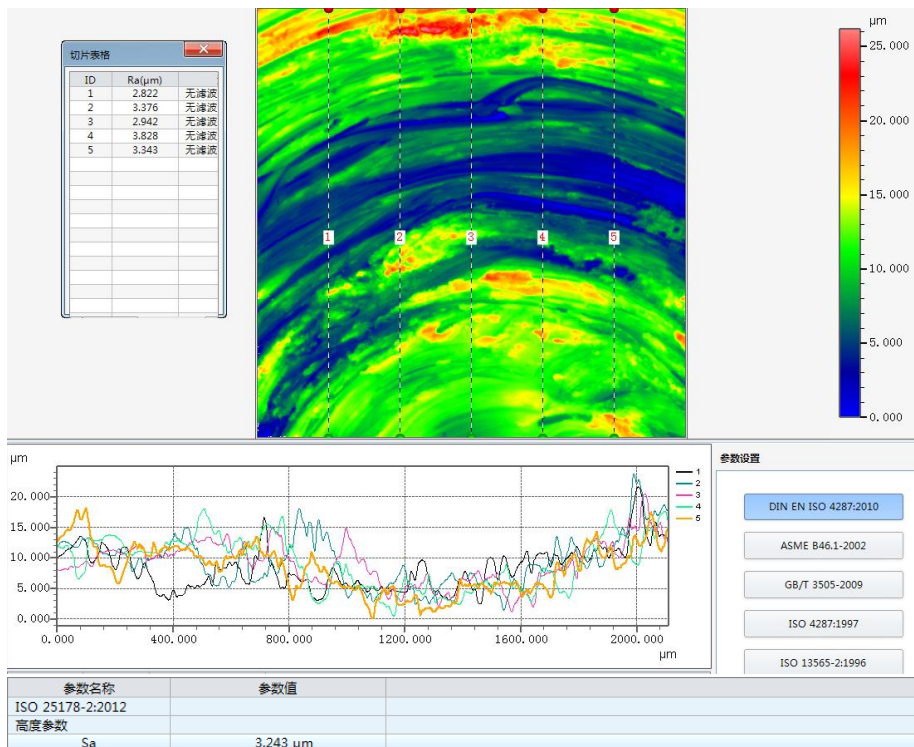 切片表格
ID Ra(μm)
1 2.822 无滤波
2 3.376 无滤波
3 2.942 无滤波
4 3.828 无滤波
5 3.343 无滤波
1 2 3 4 5
μm
25.000
20.000
15.000
10.000
5.000
0.000
μm
20.000
15.000
10.000
5.000
0.000
0.000 400.000 800.000 1200.000 1600.000 2000.000
μm
1
2
3
4
5
参数设置
DIN EN ISO 4287:2010
ASME B46.1-2002
GB/T 3505-2009
ISO 4287:1997
ISO 13565-2:1996
参数名称 参数值
ISO 25178-2:2012
高度参数
Sa 3.243 μm